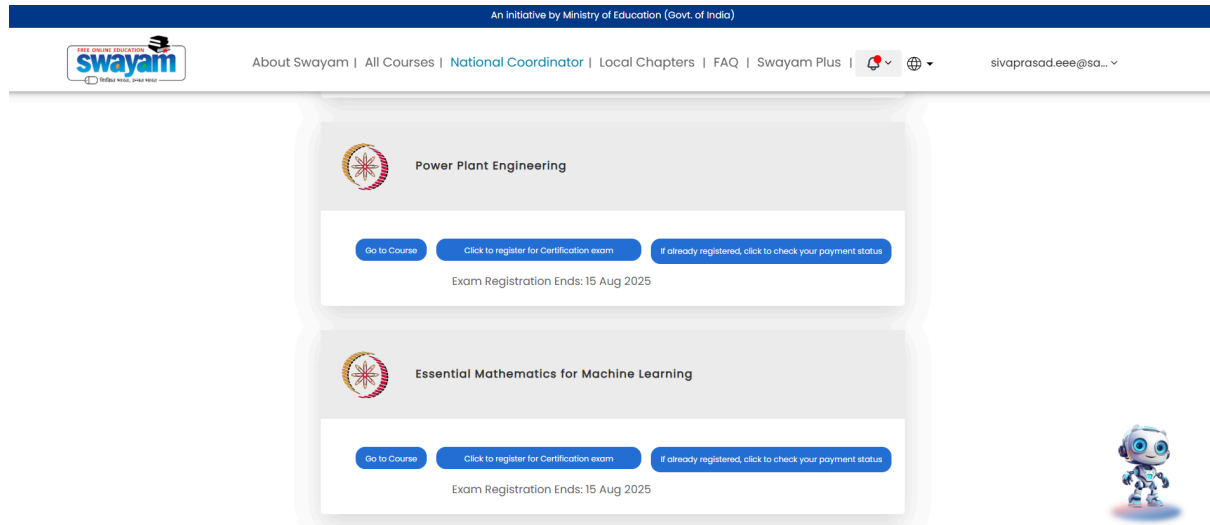 An initiative by Ministry of Education (Govt. of India)
FREE ONLINE EDUCATION
swayam
शिक्षित भारत, उन्नत भारत
About Swayam | All Courses | National Coordinator | Local Chapters | FAQ | Swayam Plus |
sivaprasad.eee@sa...
Power Plant Engineering
Go to Course
Click to register for Certification exam
If already registered, click to check your payment status
Exam Registration Ends: 15 Aug 2025
Essential Mathematics for Machine Learning
Go to Course
Click to register for Certification exam
If already registered, click to check your payment status
Exam Registration Ends: 15 Aug 2025